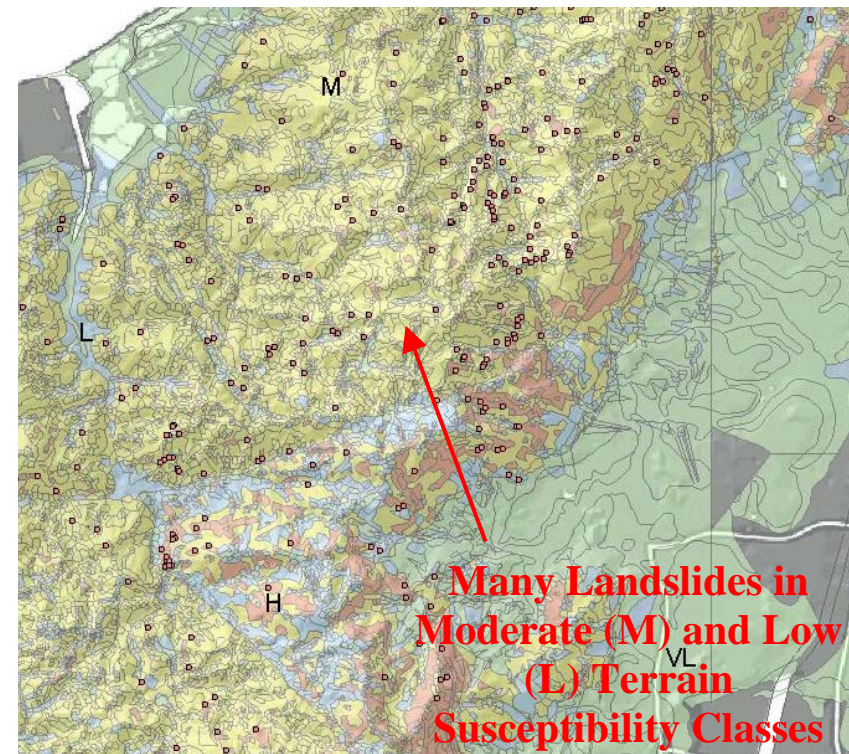 M
L
H
Many Landslides in
Moderate (M) and Low
VL
(L) Terrain
Susceptibility Classes